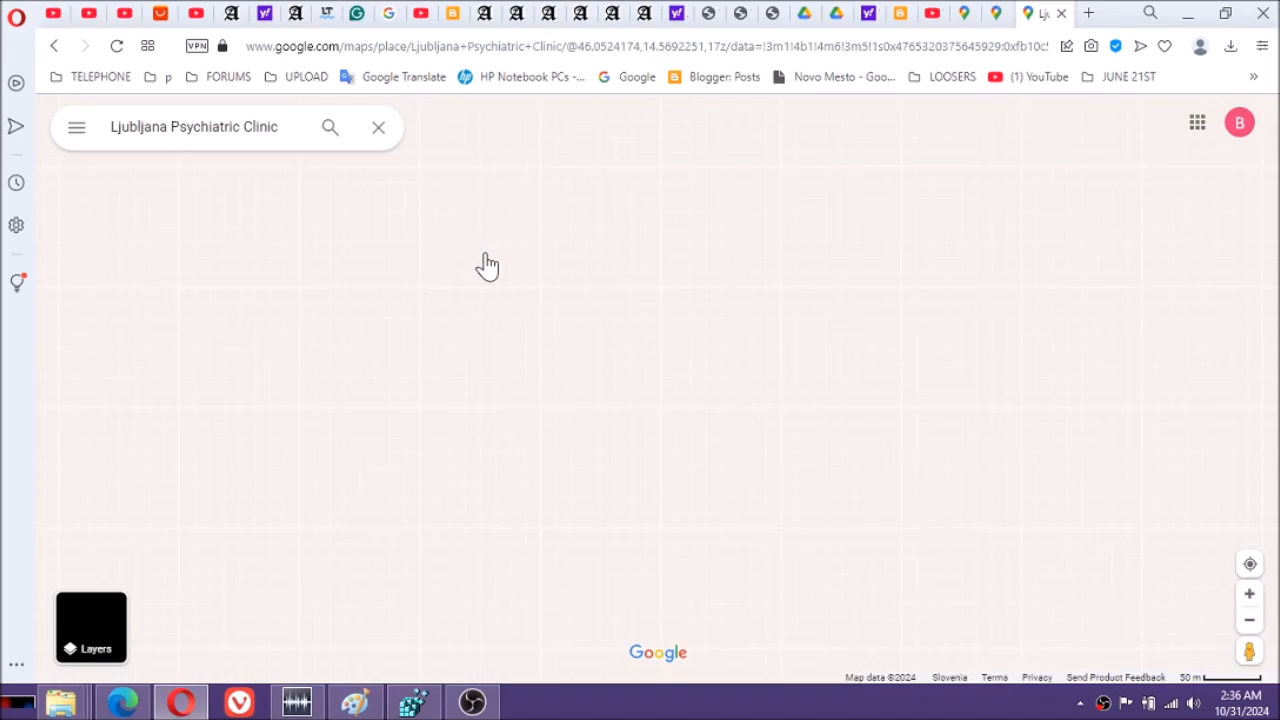 Lju
VPN
www.google.com/maps/place/Ljubljana+Psychiatric+Clinic/@46.0524174,14.5692251,17z/data=!3m1!4b1!4m6!3m5!1s0x4765320375645929:0xfb10c
TELEPHONE p FORUMS UPLOAD Google Translate HP Notebook PCs -... Google Blogger: Posts Novo Mesto - Goo... LOOSERS (1) YouTube JUNE 21ST »
Ljubljana Psychiatric Clinic
B
Layers
Google
Map data ©2024 Slovenia Terms Privacy Send Product Feedback 50 m
2:36 AM
10/31/2024